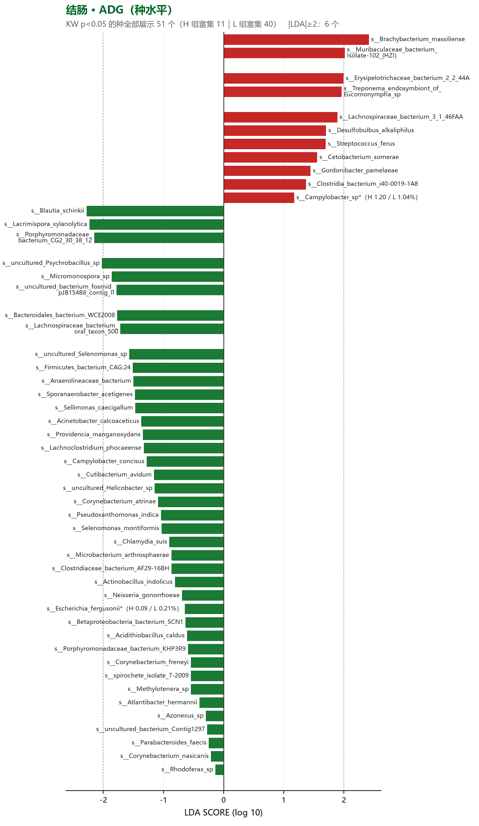 结肠・ADG（种水平）
KW p<0.05 的种全部展示 51 个（H 组富集 11｜L 组富集 40） |LDA|≥2：6 个
s__Brachybacterium_massiliense
s__Muribaculaceae_bacterium_
Isolate-102_(HZI)
s__Erysipelotrichaceae_bacterium_2_2_44A
s__Treponema_endosymbiont_of_
Eucomonympha_sp
s__Lachnospiraceae_bacterium_3_1_46FAA
s__Desulfobulbus_alkaliphilus
s__Streptococcus_ferus
s__Cetobacterium_somerae
s__Gordonibacter_pamelaeae
s__Clostridia_bacterium_i40-0019-1A8
s__Campylobacter_sp*（H 1.20 / L 1.04%）
s__Blautia_schinkii
s__Lacrimispora_xylanolytica
s__Porphyromonadaceae_
bacterium_CG2_30_38_12
s__uncultured_Psychrobacillus_sp
s__Micromonospora_sp
s__uncultured_bacterium_fosmid_
pJB154B8_contig_II
s__Bacteroidales_bacterium_WCE2008
s__Lachnospiraceae_bacterium_
oral_taxon_500
s__uncultured_Selenomonas_sp
s__Firmicutes_bacterium_CAG:24
s__Anaerolineaceae_bacterium
s__Sporanaerobacter_acetigenes
s__Sellimonas_caecigallum
s__Acinetobacter_calcoaceticus
s__Providencia_manganoxydans
s__Lachnoclostridium_phocaeense
s__Campylobacter_concisus
s__Cutibacterium_avidum
s__uncultured_Helicobacter_sp
s__Corynebacterium_atrinae
s__Pseudoxanthomonas_indica
s__Selenomonas_montiformis
s__Chlamydia_suis
s__Microbacterium_arthrosphaerae
s__Clostridiaceae_bacterium_AF29-16BH
s__Actinobacillus_indolicus
s__Neisseria_gonorrhoeae
s__Escherichia_fergusonii*（H 0.09 / L 0.21%）
s__Betaproteobacteria_bacterium_SCN1
s__Acidithiobacillus_caldus
s__Porphyromonadaceae_bacterium_KHP3R9
s__Corynebacterium_freneyi
s__spirochete_isolate_7-2009
s__Methylotenera_sp
s__Atlantibacter_hermannii
s__Azonexus_sp
s__uncultured_bacterium_Contig1297
s__Parabacteroides_faecis
s__Corynebacterium_nasicanis
s__Rhodoferax_sp
-2 -1 0 1 2
LDA SCORE (log 10)